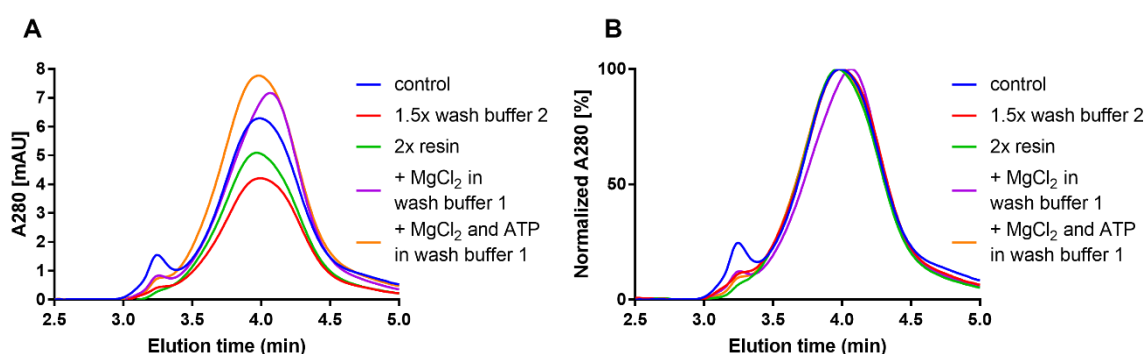 A
A280 [mAU]
8
7
6
5
4
3
2
1
0
2.5 3.0 3.5 4.0 4.5 5.0
Elution time (min)
control
1.5x wash buffer 2
2x resin
+ MgCl2 in
wash buffer 1
+ MgCl2 and ATP
in wash buffer 1
B
Normalized A280 [%]
100
50
0
2.5 3.0 3.5 4.0 4.5 5.0
Elution time (min)
control
1.5x wash buffer 2
2x resin
+ MgCl2 in
wash buffer 1
+ MgCl2 and ATP
in wash buffer 1